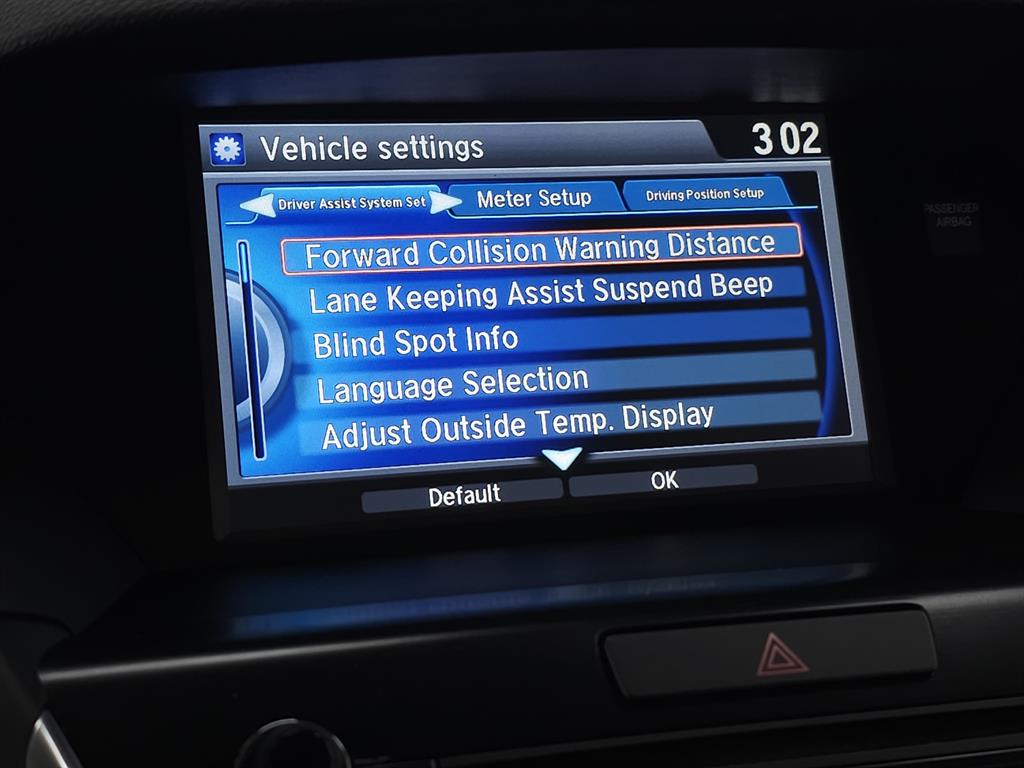 Vehicle settings
3 02
Driver Assist System Set
Meter Setup
Driving Position Setup
Forward Collision Warning Distance
Lane Keeping Assist Suspend Beep
Blind Spot Info
Language Selection
Adjust Outside Temp. Display
Default
OK
PASSENGER
AIRBAG